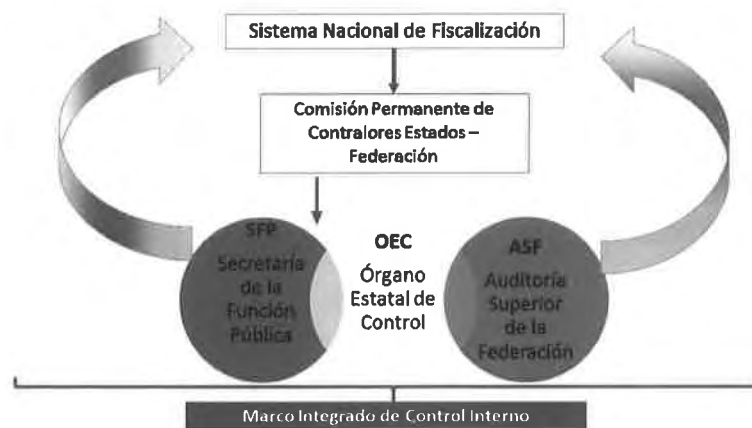 Sistema Nacional de Fiscalización
Comisión Permanente de
Contralores Estados –
Federación
SFP
Secretaría
de la
Función
Pública
OEC
Órgano
Estatal de
Control
ASF
Auditoría
Superior
de la
Federación
Marco Integrado de Control Interno